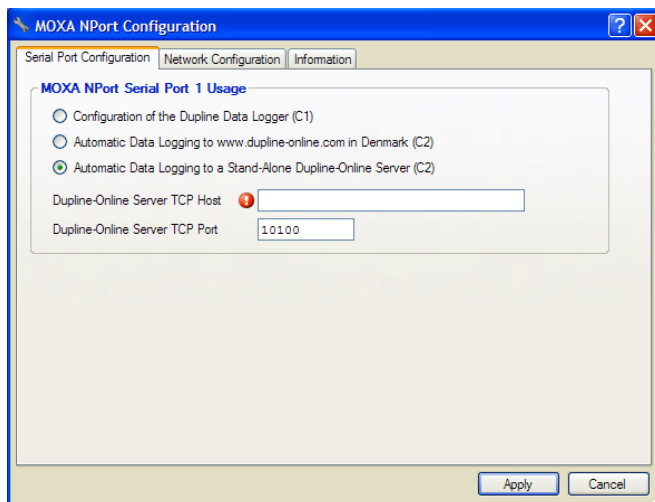 MOXA NPort Configuration
Serial Port Configuration Network Configuration Information
MOXA NPort Serial Port 1 Usage
Configuration of the Dupline Data Logger (C1)
Automatic Data Logging to www.dupline-online.com in Denmark (C2)
Automatic Data Logging to a Stand-Alone Dupline-Online Server (C2)
Dupline-Online Server TCP Host
Dupline-Online Server TCP Port 10100
Apply Cancel